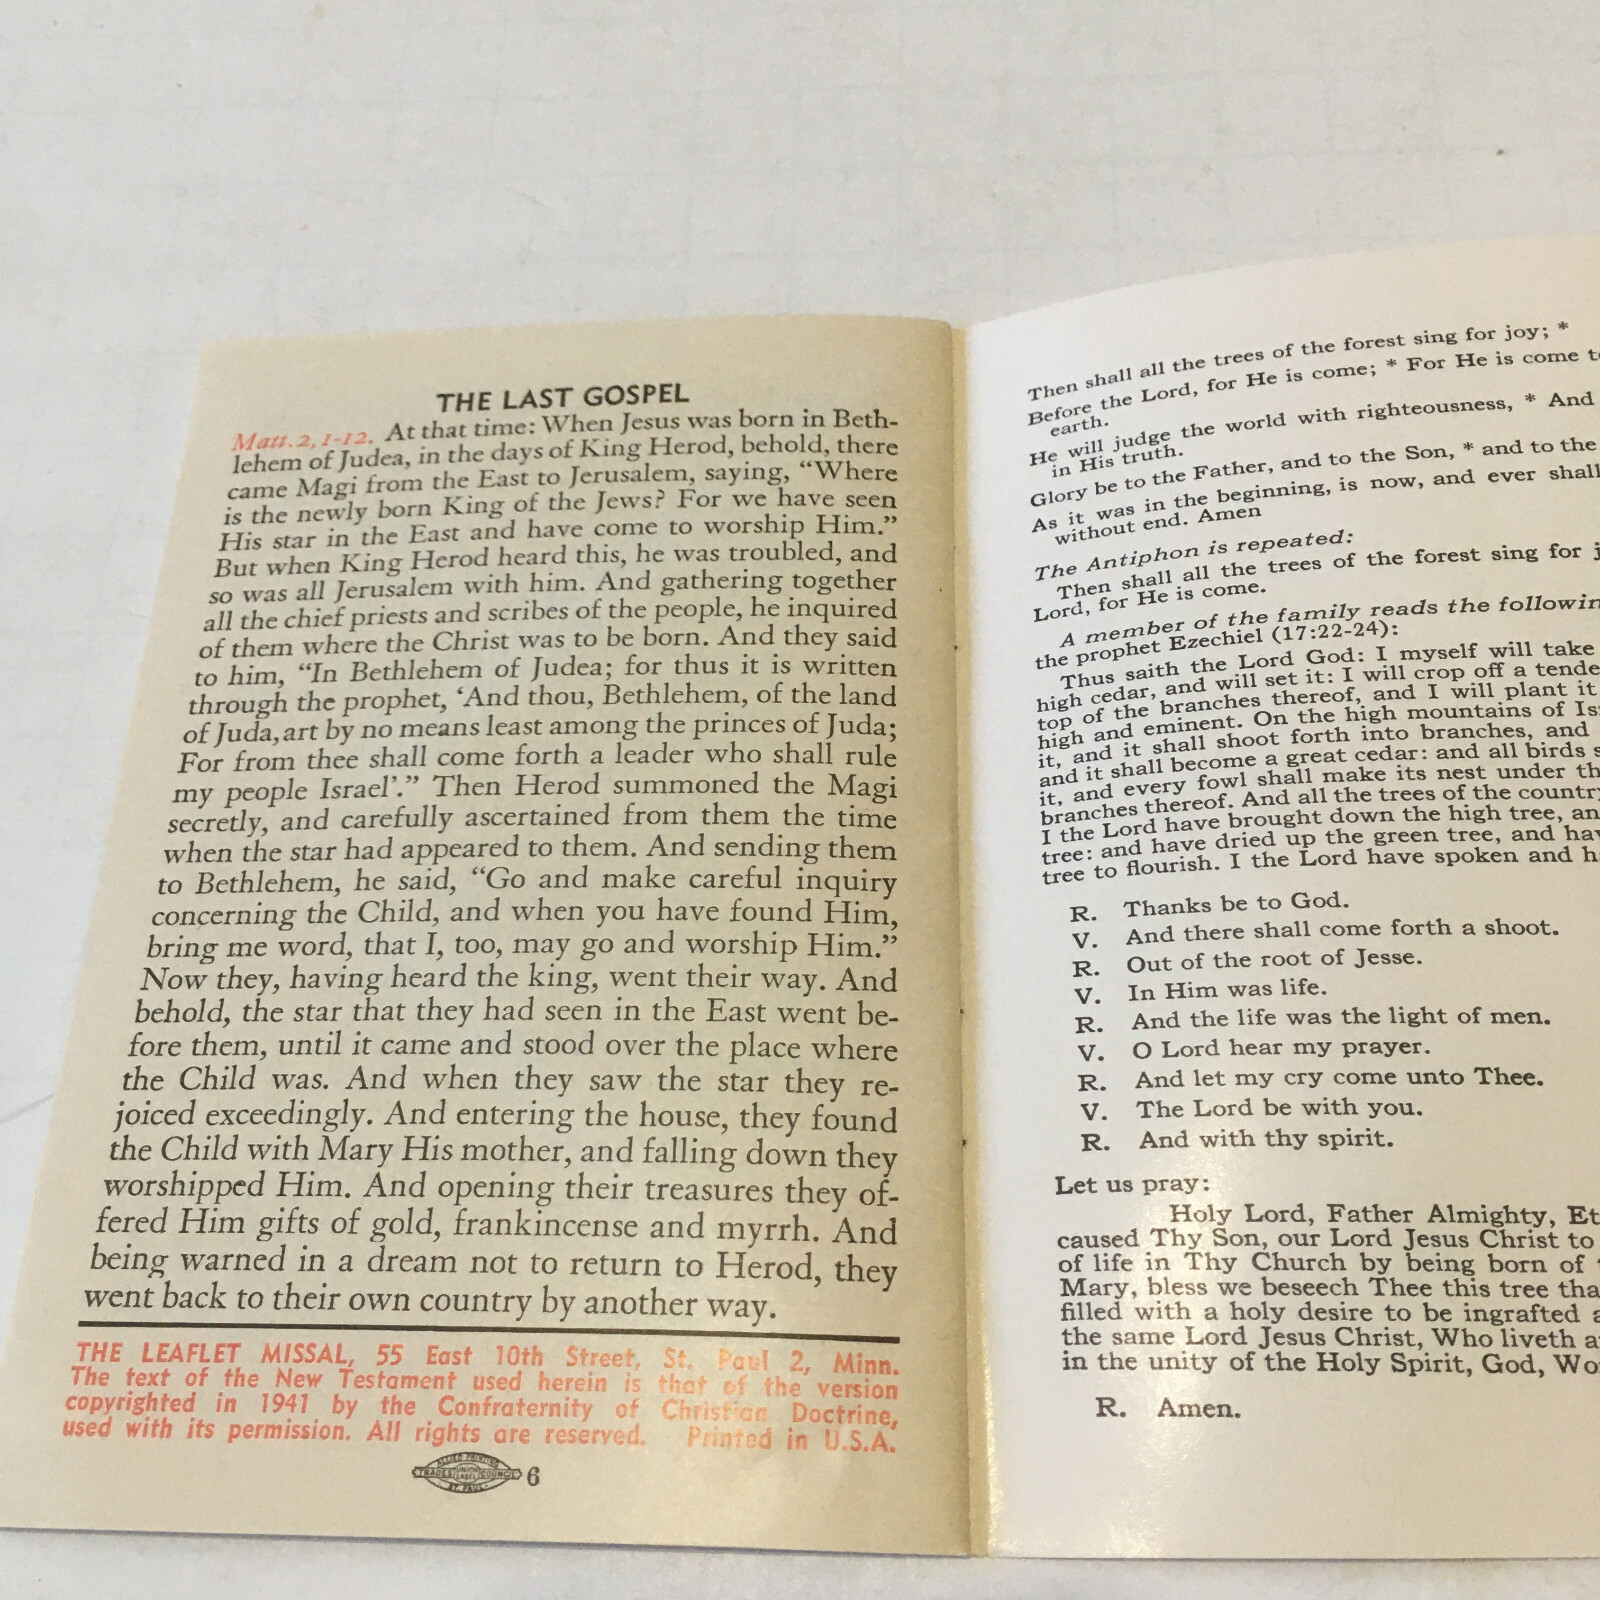 THE LAST GOSPEL
Matt. 2, 1-12. At that time: When Jesus was born in Beth-
lehem of Judea, in the days of King Herod, behold, there
came Magi from the East to Jerusalem, saying, “Where
is the newly born King of the Jews? For we have seen
His star in the East and have come to worship Him.”
But when King Herod heard this, he was troubled, and
so was all Jerusalem with him. And gathering together
all the chief priests and scribes of the people, he inquired
of them where the Christ was to be born. And they said
to him, “In Bethlehem of Judea; for thus it is written
through the prophet, ‘And thou, Bethlehem, of the land
of Juda, art by no means least among the princes of Juda;
For from thee shall come forth a leader who shall rule
my people Israel’.” Then Herod summoned the Magi
secretly, and carefully ascertained from them the time
when the star had appeared to them. And sending them
to Bethlehem, he said, “Go and make careful inquiry
concerning the Child, and when you have found Him,
bring me word, that I, too, may go and worship Him.”
Now they, having heard the king, went their way. And
behold, the star that they had seen in the East went be-
fore them, until it came and stood over the place where
the Child was. And when they saw the star they re-
joiced exceedingly. And entering the house, they found
the Child with Mary His mother, and falling down they
worshipped Him. And opening their treasures they of-
fered Him gifts of gold, frankincense and myrrh. And
being warned in a dream not to return to Herod, they
went back to their own country by another way.
THE LEAFLET MISSAL, 55 East 10th Street, St. Paul 2, Minn.
The text of the New Testament used herein is that of the version
copyrighted in 1941 by the Confraternity of Christian Doctrine,
used with its permission. All rights are reserved. Printed in U.S.A.
ALLIED PRINTING
TRADES UNION LABEL COUNCIL
ST. PAUL
6
Then shall all the trees of the forest sing for joy; *
Before the Lord, for He is come; * For He is come t
earth.
He will judge the world with righteousness, * And
in His truth.
Glory be to the Father, and to the Son, * and to the
As it was in the beginning, is now, and ever shall
without end. Amen
The Antiphon is repeated:
Then shall all the trees of the forest sing for j
Lord, for He is come.
A member of the family reads the followin
the prophet Ezechiel (17:22-24):
Thus saith the Lord God: I myself will take
high cedar, and will set it: I will crop off a tende
top of the branches thereof, and I will plant it
high and eminent. On the high mountains of Is
it, and it shall shoot forth into branches, and
and it shall become a great cedar: and all birds s
it, and every fowl shall make its nest under th
branches thereof. And all the trees of the country
I the Lord have brought down the high tree, an
tree: and have dried up the green tree, and hav
tree to flourish. I the Lord have spoken and h
R. Thanks be to God.
V. And there shall come forth a shoot.
R. Out of the root of Jesse.
V. In Him was life.
R. And the life was the light of men.
V. O Lord hear my prayer.
R. And let my cry come unto Thee.
V. The Lord be with you.
R. And with thy spirit.
Let us pray:
Holy Lord, Father Almighty, Et
caused Thy Son, our Lord Jesus Christ to
of life in Thy Church by being born of
Mary, bless we beseech Thee this tree tha
filled with a holy desire to be ingrafted a
the same Lord Jesus Christ, Who liveth a
in the unity of the Holy Spirit, God, Wo
R. Amen.